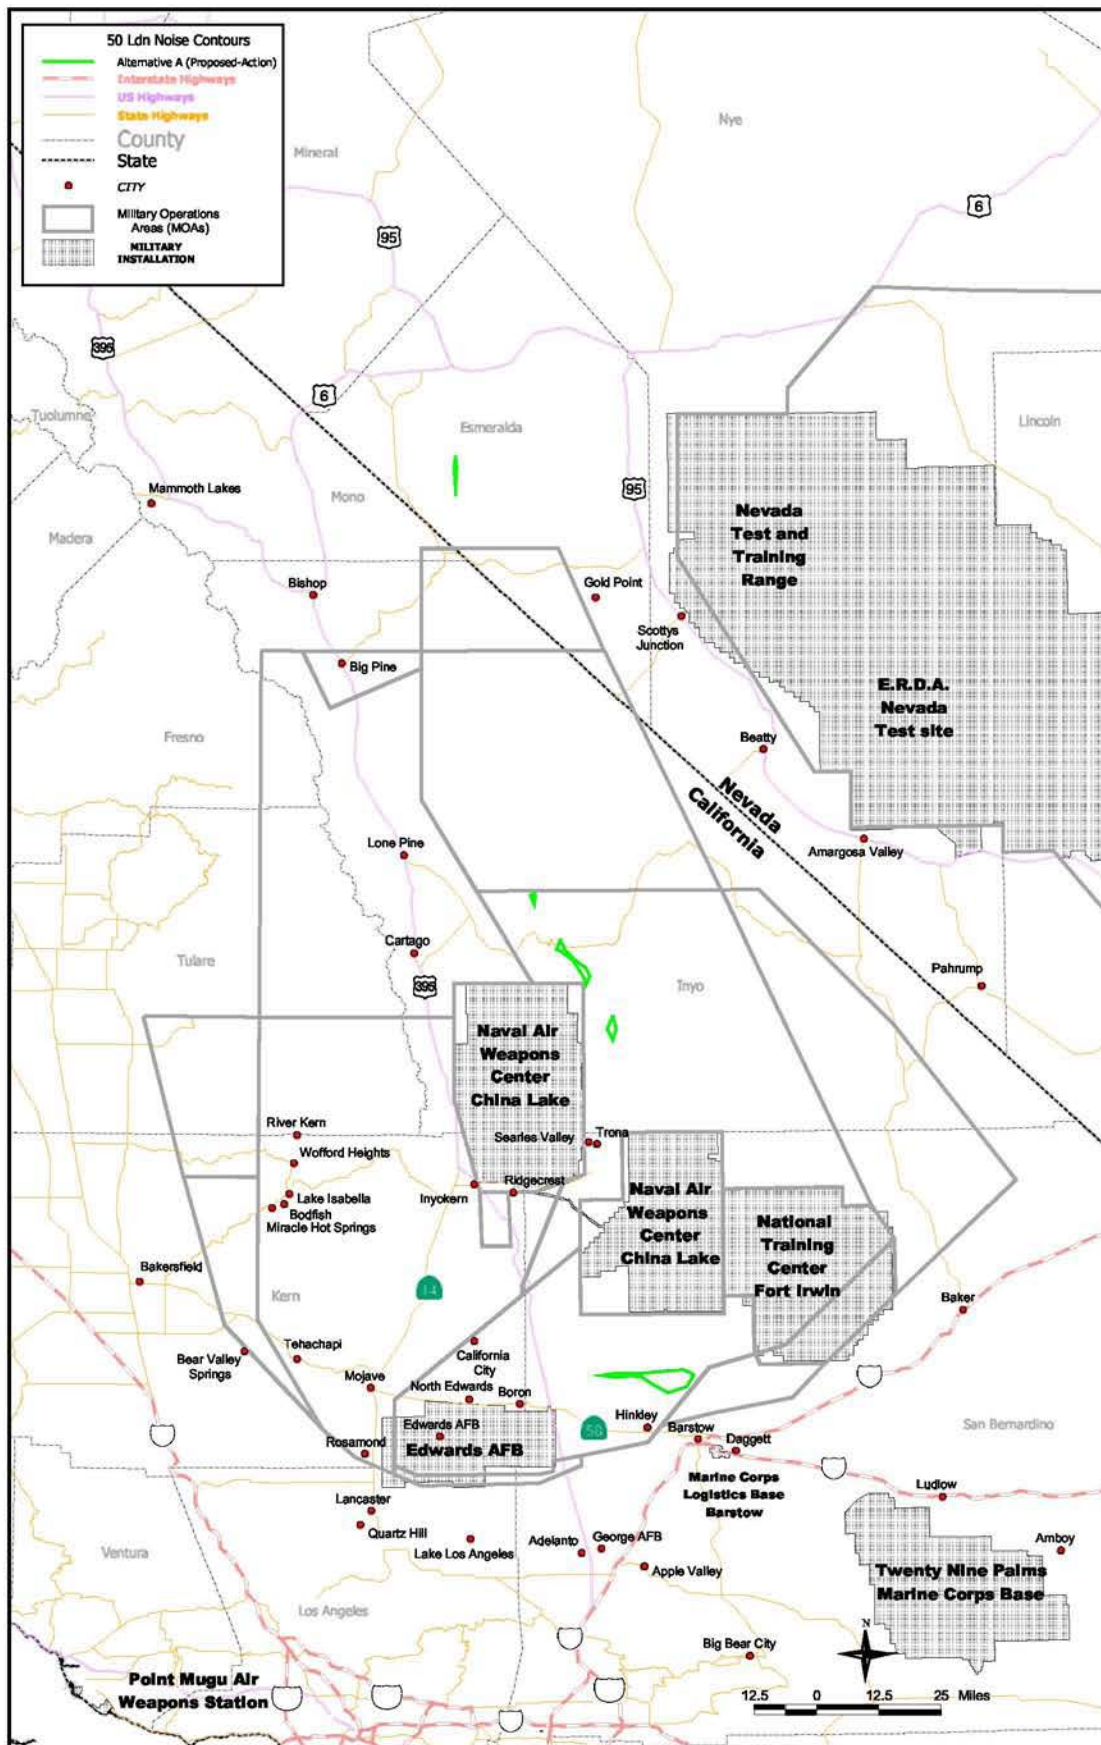 50 Ldn Noise Contours
Alternative A (Proposed-Action)
Interstate Highways
US Highways
State Highways
County
State
CITY
Military Operations
Areas (MOAs)
MILITARY
INSTALLATION
Nye
Mineral
6
95
395
6
Tuolumne
Esmeralda
Lincoln
Mammoth Lakes
Mono
95
Madera
Nevada
Test and
Training
Range
Bishop
Gold Point
Scottys
Junction
Big Pine
E.R.D.A.
Nevada
Test site
Fresno
Beatty
Nevada
California
Lone Pine
Amargosa Valley
Cartago
Tulare
395
Inyo
Pahrump
Naval Air
Weapons
Center
China Lake
River Kern
Searles Valley
Trona
Wofford Heights
Inyokern
Ridgecrest
Lake Isabella
Bodfish
Miracle Hot Springs
Naval Air
Weapons
Center
China Lake
National
Training
Center
Fort Irwin
Bakersfield
14
Kern
Baker
Bear Valley
Springs
Tehachapi
California
City
Mojave
North Edwards
Boron
Hinkley
58
Edwards AFB
Edwards AFB
Rosamond
Barstow
Daggett
San Bernardino
Marine Corps
Logistics Base
Barstow
Ludlow
Lancaster
Quartz Hill
Lake Los Angeles
Adelanto
George AFB
Amboy
Ventura
Apple Valley
Twenty Nine Palms
Marine Corps Base
Los Angeles
N
Big Bear City
Point Mugu Air
Weapons Station
12.5 0 12.5 25 Miles